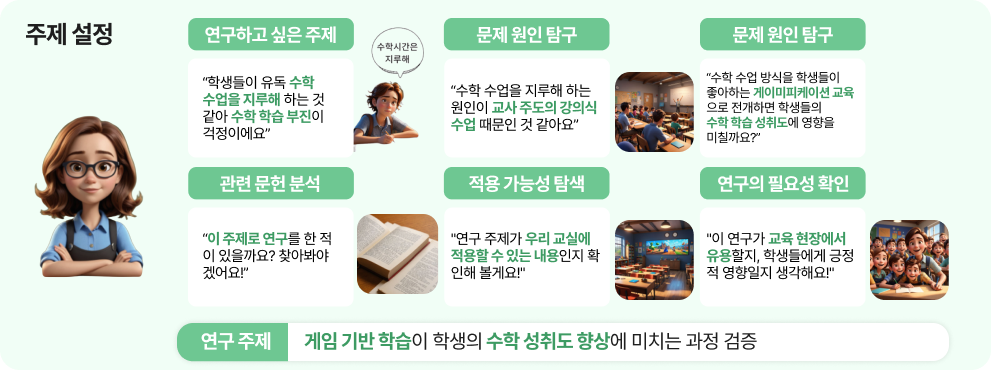 주제 설정
연구하고 싶은 주제
“학생들이 유독 수학
수업을 지루해 하는 것
같아 수학 학습 부진이
걱정이에요”
수학시간은
지루해
문제 원인 탐구
“수학 수업을 지루해 하는
원인이 교사 주도의 강의식
수업 때문인 것 같아요”
문제 원인 탐구
“수학 수업 방식을 학생들이
좋아하는 게이미피케이션 교육
으로 전개하면 학생들의
수학 학습 성취도에 영향을
미칠까요?”
관련 문헌 분석
“이 주제로 연구를 한 적
이 있을까요? 찾아봐야
겠어요!”
적용 가능성 탐색
"연구 주제가 우리 교실에
적용할 수 있는 내용인지 확
인해 볼게요!"
연구의 필요성 확인
"이 연구가 교육 현장에서
유용할지, 학생들에게 긍정
적 영향일지 생각해요!"
연구 주제
게임 기반 학습이 학생의 수학 성취도 향상에 미치는 과정 검증